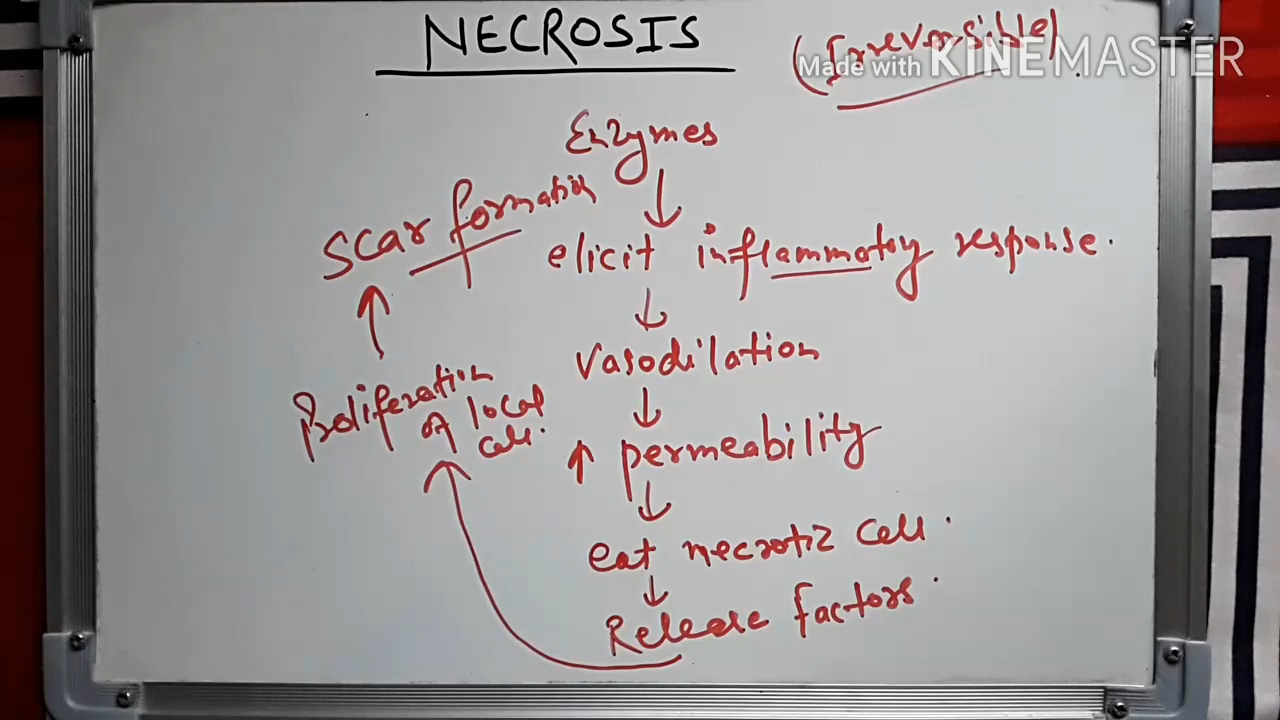 NECROSIS
(Irreversible)
Made with KINEMASTER
Enzymes
elicit inflammatory response.
Vasodilation
↑ permeability
eat necrotic cell.
Release factors.
Proliferation
of local
cell.
Scar formation